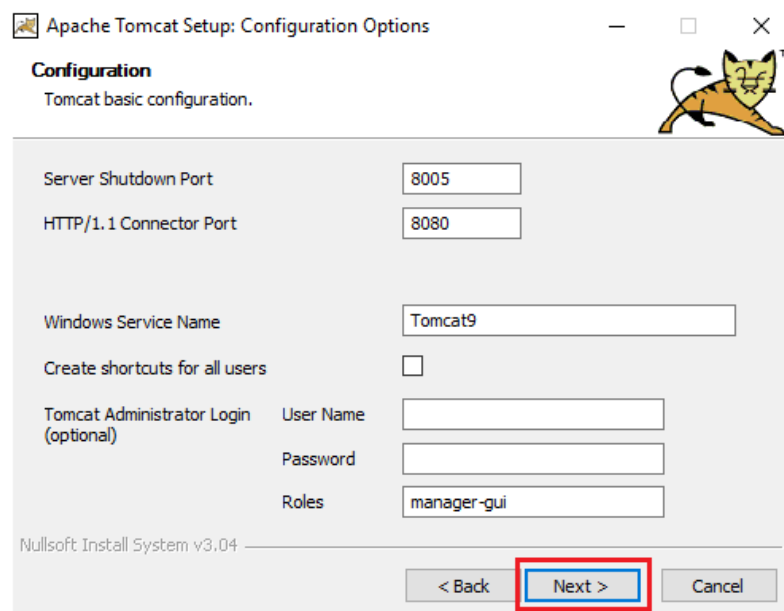 Apache Tomcat Setup: Configuration Options
Configuration
Tomcat basic configuration.
Server Shutdown Port 8005
HTTP/1.1 Connector Port 8080
Windows Service Name Tomcat9
Create shortcuts for all users
Tomcat Administrator Login User Name
(optional)
Password
Roles manager-gui
Nullsoft Install System v3.04
< Back Next > Cancel